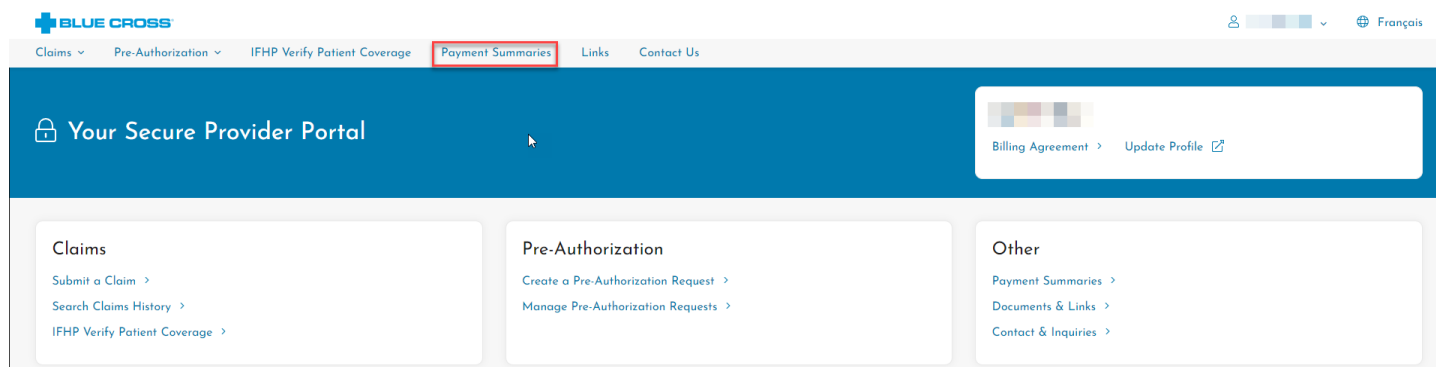 BLUE CROSS
Français
Claims Pre-Authorization IFHP Verify Patient Coverage Payment Summaries Links Contact Us
Your Secure Provider Portal
Billing Agreement Update Profile
Claims
Submit a Claim
Search Claims History
IFHP Verify Patient Coverage
Pre-Authorization
Create a Pre-Authorization Request
Manage Pre-Authorization Requests
Other
Payment Summaries
Documents & Links
Contact & Inquiries